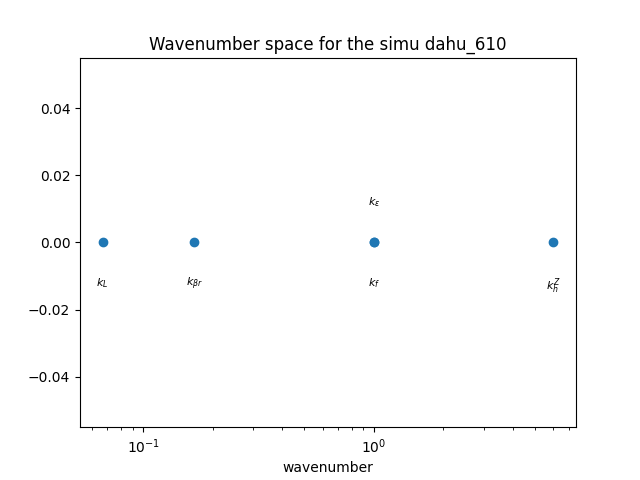 Wavenumber space for the simu dahu_610
0.04
0.02
0.00
−0.02
−0.04
k_ε
k_L
k_βr
k_f
k_h^Z
10^−1
10^0
wavenumber